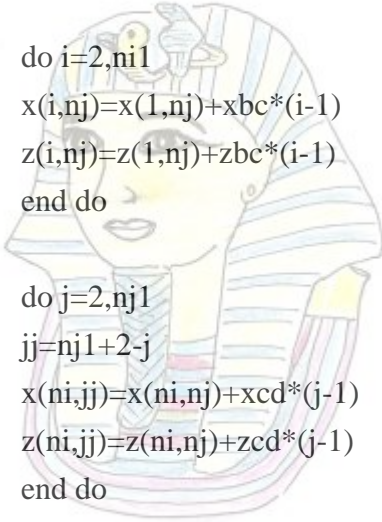 do i=2,ni1
x(i,nj)=x(1,nj)+xbc*(i-1)
z(i,nj)=z(1,nj)+zbc*(i-1)
end do
do j=2,nj1
jj=nj1+2-j
x(ni,jj)=x(ni,nj)+xcd*(j-1)
z(ni,jj)=z(ni,nj)+zcd*(j-1)
end do